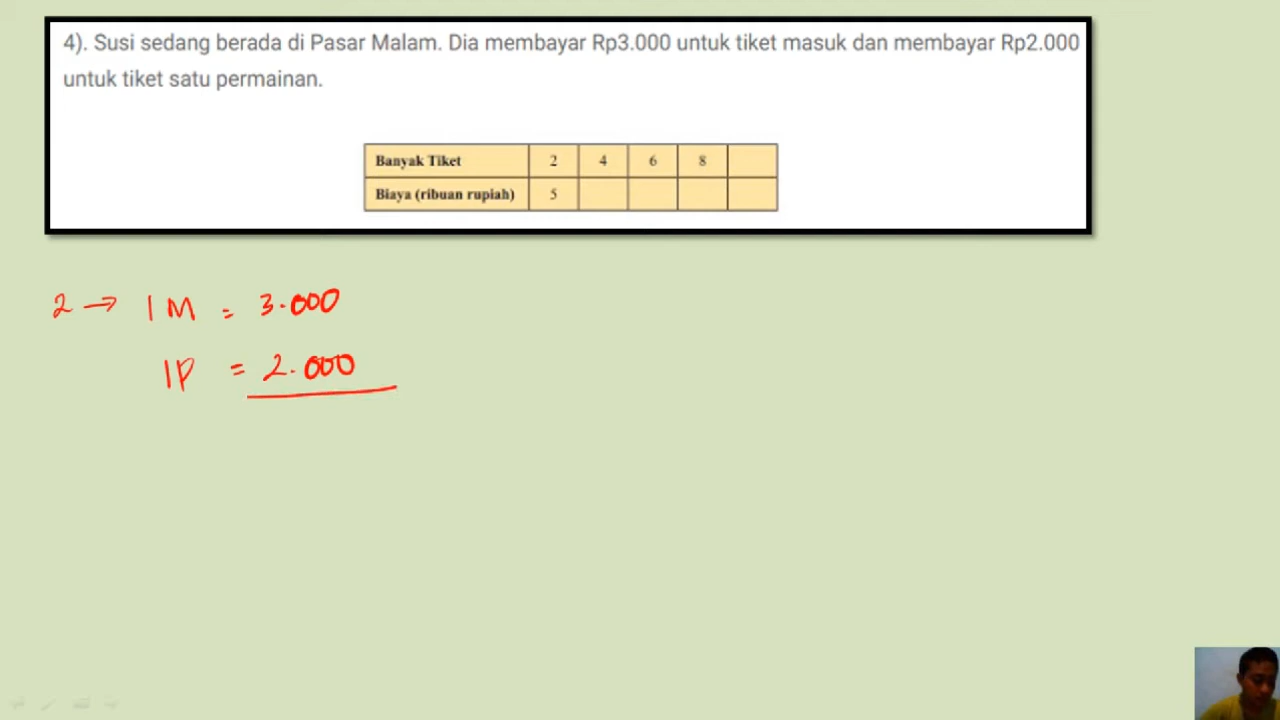 4). Susi sedang berada di Pasar Malam. Dia membayar Rp3.000 untuk tiket masuk dan membayar Rp2.000
untuk tiket satu permainan.
Banyak Tiket 2 4 6 8
Biaya (ribuan rupiah) 5
2 → 1 M = 3.000
1P = 2.000